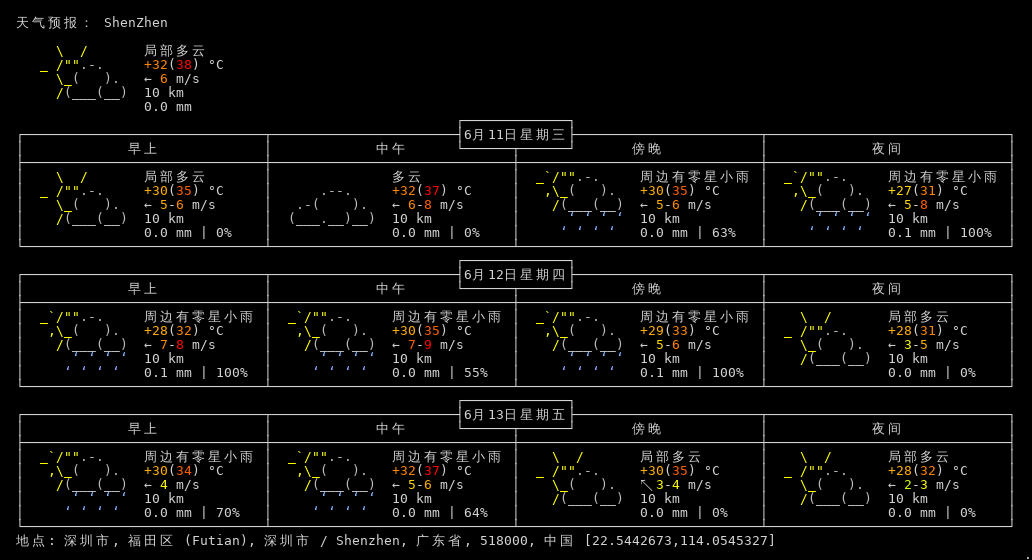 天气预报： ShenZhen
局部多云
+32(38) °C
← 6 m/s
10 km
0.0 mm
6月11日星期三
早上 中午 傍晚 夜间
局部多云 多云 周边有零星小雨 周边有零星小雨
+30(35) °C +32(37) °C +30(35) °C +27(31) °C
← 5-6 m/s ← 6-8 m/s ← 5-6 m/s ← 5-8 m/s
10 km 10 km 10 km 10 km
0.0 mm | 0% 0.0 mm | 0% 0.0 mm | 63% 0.1 mm | 100%
6月12日星期四
早上 中午 傍晚 夜间
周边有零星小雨 周边有零星小雨 周边有零星小雨 局部多云
+28(32) °C +30(35) °C +29(33) °C +28(31) °C
← 7-8 m/s ← 7-9 m/s ← 5-6 m/s ← 3-5 m/s
10 km 10 km 10 km 10 km
0.1 mm | 100% 0.0 mm | 55% 0.1 mm | 100% 0.0 mm | 0%
6月13日星期五
早上 中午 傍晚 夜间
周边有零星小雨 周边有零星小雨 局部多云 局部多云
+30(34) °C +32(37) °C +30(35) °C +28(32) °C
← 4 m/s ← 5-6 m/s ↖ 3-4 m/s ← 2-3 m/s
10 km 10 km 10 km 10 km
0.0 mm | 70% 0.0 mm | 64% 0.0 mm | 0% 0.0 mm | 0%
地点: 深圳市, 福田区 (Futian), 深圳市 / Shenzhen, 广东省, 518000, 中国 [22.5442673,114.0545327]